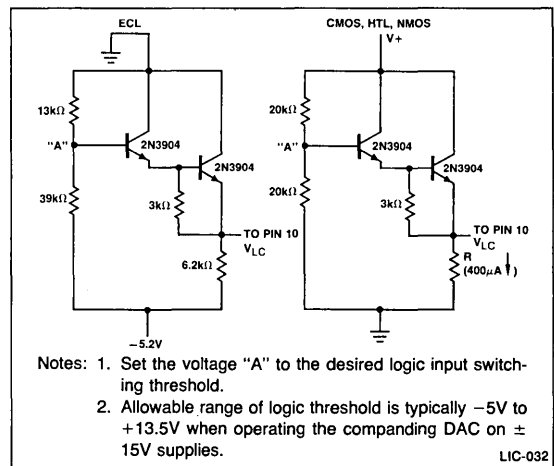 ECL
13kΩ
"A"
2N3904
2N3904
39kΩ
3kΩ
TO PIN 10
VLC
6.2kΩ
−5.2V
CMOS, HTL, NMOS
V+
20kΩ
"A"
2N3904
2N3904
20kΩ
3kΩ
TO PIN 10
VLC
R
(400μA ↓)
Notes: 1. Set the voltage "A" to the desired logic input switch-
ing threshold.
2. Allowable range of logic threshold is typically −5V to
+13.5V when operating the companding DAC on ±
15V supplies.
LIC-032